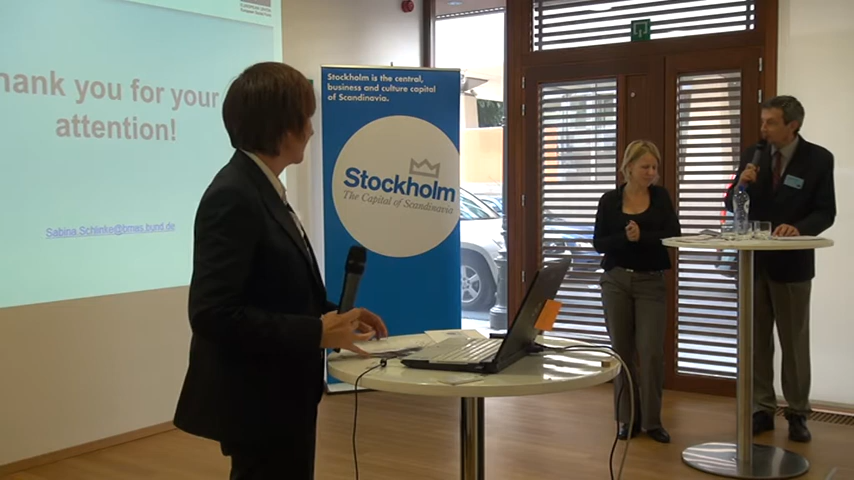 hank you for your
attention!
Sabina.Schlinke@bmas.bund.de
Stockholm is the central,
business and culture capital
of Scandinavia.
Stockholm
The Capital of Scandinavia